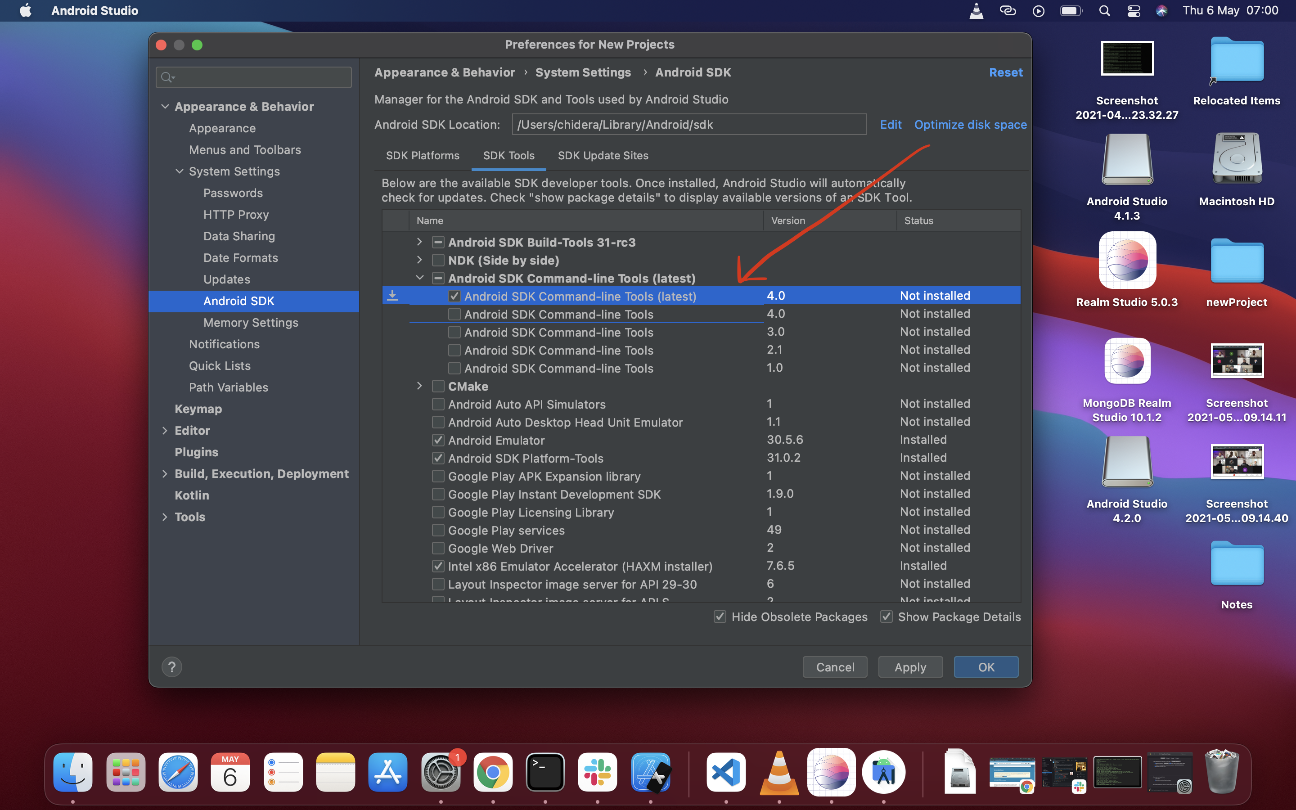 Android Studio
Thu 6 May 07:00
Preferences for New Projects
Appearance & Behavior
Appearance
Menus and Toolbars
System Settings
Passwords
HTTP Proxy
Data Sharing
Date Formats
Updates
Android SDK
Memory Settings
Notifications
Quick Lists
Path Variables
Keymap
Editor
Plugins
Build, Execution, Deployment
Kotlin
Tools
Appearance & Behavior › System Settings › Android SDK
Reset
Manager for the Android SDK and Tools used by Android Studio
Android SDK Location: /Users/chidera/Library/Android/sdk Edit Optimize disk space
SDK Platforms SDK Tools SDK Update Sites
Below are the available SDK developer tools. Once installed, Android Studio will automatically
check for updates. Check "show package details" to display available versions of an SDK Tool.
Name Version Status
Android SDK Build-Tools 31-rc3
NDK (Side by side)
Android SDK Command-line Tools (latest)
Android SDK Command-line Tools (latest) 4.0 Not installed
Android SDK Command-line Tools 4.0 Not installed
Android SDK Command-line Tools 3.0 Not installed
Android SDK Command-line Tools 2.1 Not installed
Android SDK Command-line Tools 1.0 Not installed
CMake
Android Auto API Simulators 1 Not installed
Android Auto Desktop Head Unit Emulator 1.1 Not installed
Android Emulator 30.5.6 Installed
Android SDK Platform-Tools 31.0.2 Installed
Google Play APK Expansion library 1 Not installed
Google Play Instant Development SDK 1.9.0 Not installed
Google Play Licensing Library 1 Not installed
Google Play services 49 Not installed
Google Web Driver 2 Not installed
Intel x86 Emulator Accelerator (HAXM installer) 7.6.5 Installed
Layout Inspector image server for API 29-30 6 Not installed
Layout Inspector image server for API S 2 Not installed
Hide Obsolete Packages Show Package Details
? Cancel Apply OK
Screenshot
2021-04...23.32.27
Relocated Items
Android Studio
4.1.3
Macintosh HD
Realm Studio 5.0.3
newProject
MongoDB Realm
Studio 10.1.2
Screenshot
2021-05...09.14.11
Android Studio
4.2.0
Screenshot
2021-05...09.14.40
Notes
MAY
6
1
>_